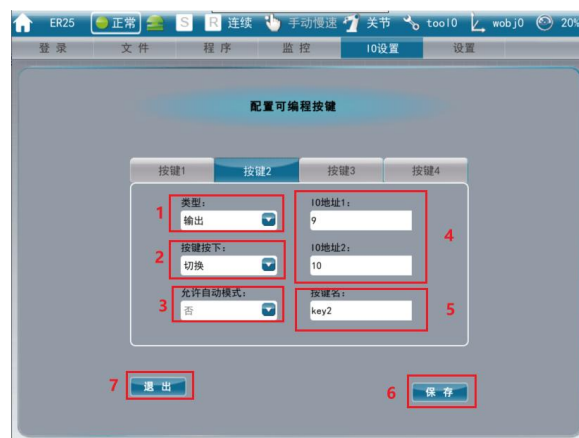 ER25 正常 S R 连续 手动慢速 关节 tool0 wobj0 20%
登录 文件 程序 监控 IO设置 设置
配置可编程按键
按键1 按键2 按键3 按键4
类型: IO地址1:
1 输出 9
4
按键按下: IO地址2:
2 切换 10
允许自动模式: 按键名:
3 否 key2 5
7 退出 6 保存